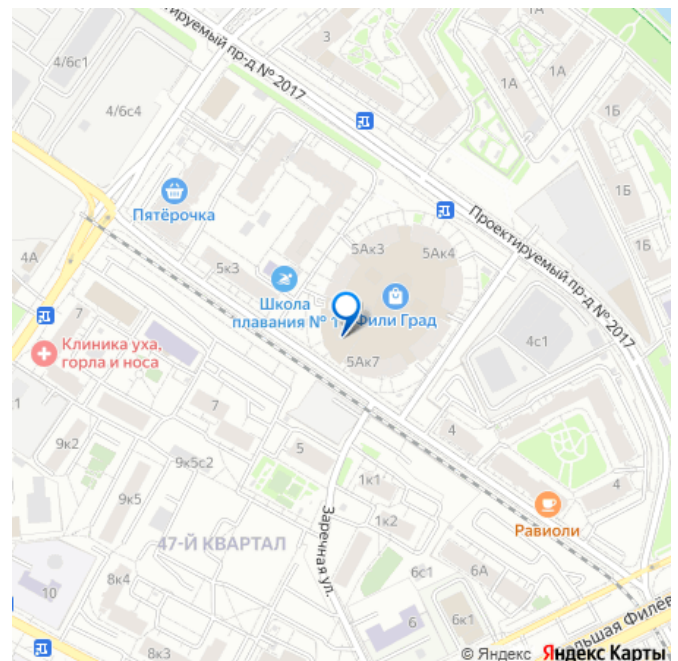 4/6с1
3
1А
1А
Проектируемый пр-д № 2017
4/6с4
1Б
Пятёрочка
1Б
Проектируемый пр-д № 2017
5Ак3
5Ак4
1Б
4А
5к3
Школа
плавания № 1
Фили Град
7
4с1
Клиника уха,
горла и носа
5Ак7
7
9к2
5
4
9к5с2
1к1
4
9к5
1к2
Равиоли
47-Й КВАРТАЛ
Заречная ул.
8к4
6с1
6А
10
6
6к1
8к3
© Яндекс Яндекс Карты